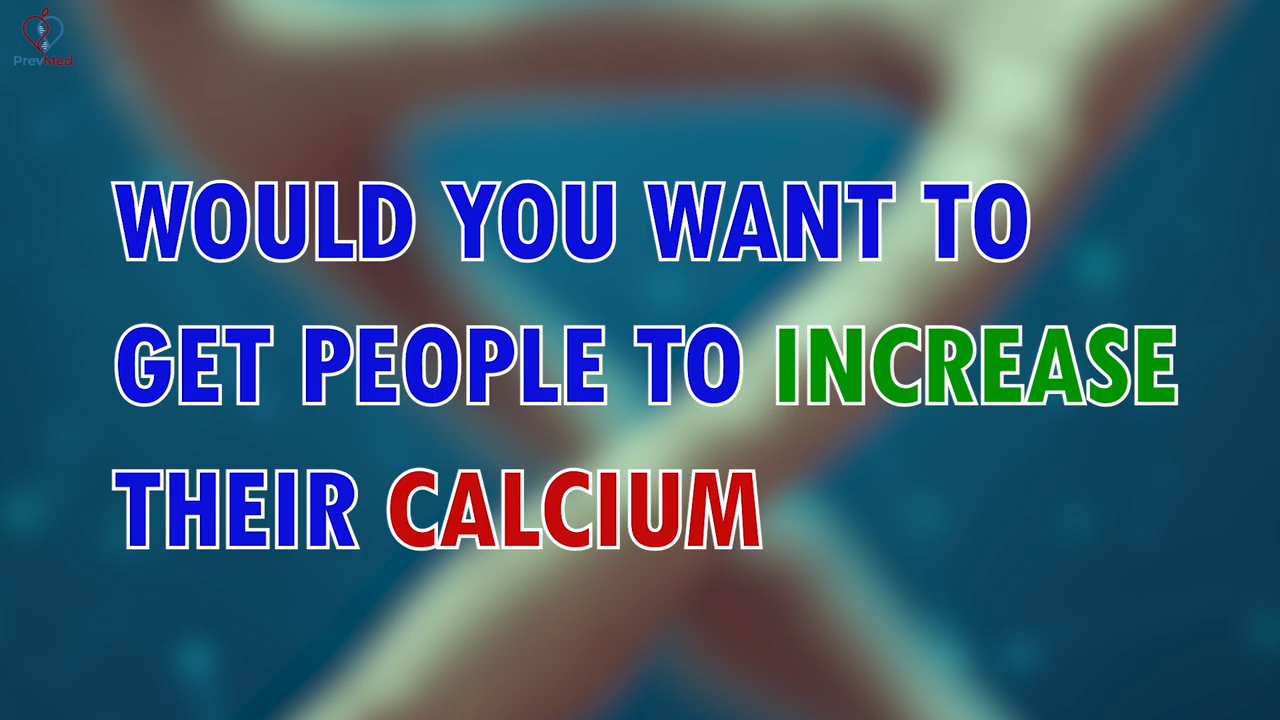 PrevMed
WOULD YOU WANT TO
GET PEOPLE TO INCREASE
THEIR CALCIUM